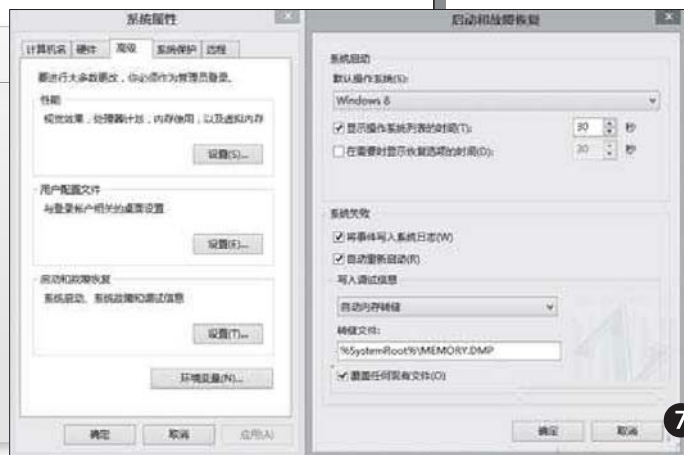 系统属性
计算机名 硬件 高级 系统保护 远程
要进行大多数更改，你必须作为管理员登录。
性能
视觉效果，处理器计划，内存使用，以及虚拟内存
设置(S)...
用户配置文件
与登录帐户相关的桌面设置
设置(E)...
启动和故障恢复
系统启动、系统故障和调试信息
设置(T)...
环境变量(N)...
确定 取消 应用(A)
启动和故障恢复
系统启动
默认操作系统(S):
Windows 8
显示操作系统列表的时间(T): 30 秒
在需要时显示恢复选项的时间(D): 30 秒
系统失败
将事件写入系统日志(W)
自动重新启动(R)
写入调试信息
自动内存转储
转储文件:
%SystemRoot%\MEMORY.DMP
覆盖任何现有文件(O)
确定 取消
7